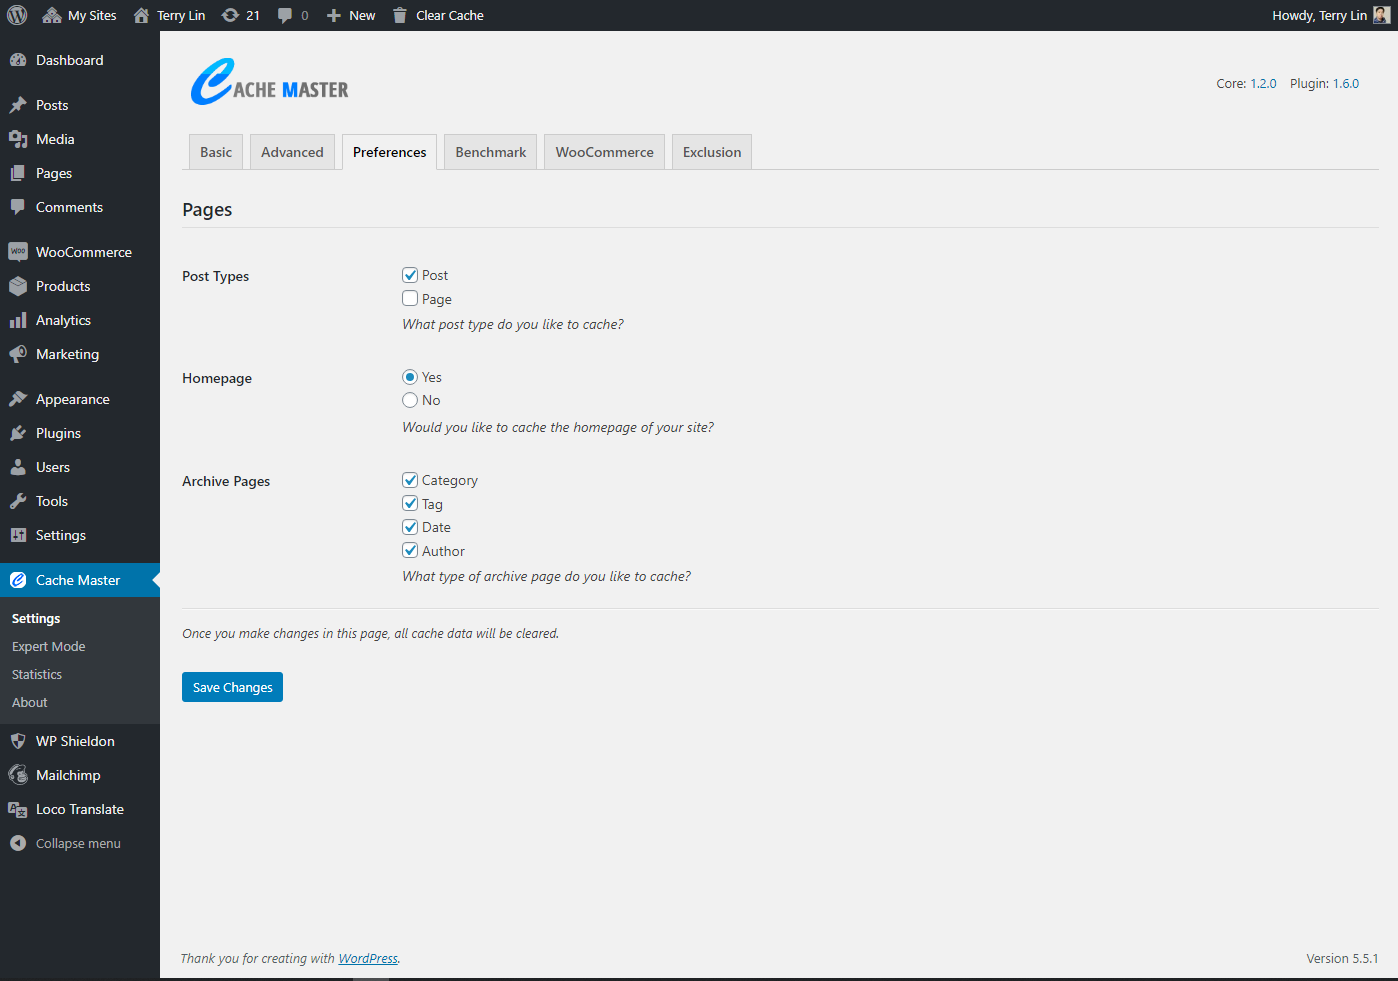 My Sites
Terry Lin
21
0
New
Clear Cache
Howdy, Terry Lin
Dashboard
Posts
Media
Pages
Comments
WooCommerce
Products
Analytics
Marketing
Appearance
Plugins
Users
Tools
Settings
Cache Master
Settings
Expert Mode
Statistics
About
WP Shieldon
Mailchimp
Loco Translate
Collapse menu
CACHE MASTER
Core: 1.2.0 Plugin: 1.6.0
Basic
Advanced
Preferences
Benchmark
WooCommerce
Exclusion
Pages
Post Types
Post
Page
What post type do you like to cache?
Homepage
Yes
No
Would you like to cache the homepage of your site?
Archive Pages
Category
Tag
Date
Author
What type of archive page do you like to cache?
Once you make changes in this page, all cache data will be cleared.
Save Changes
Thank you for creating with WordPress.
Version 5.5.1